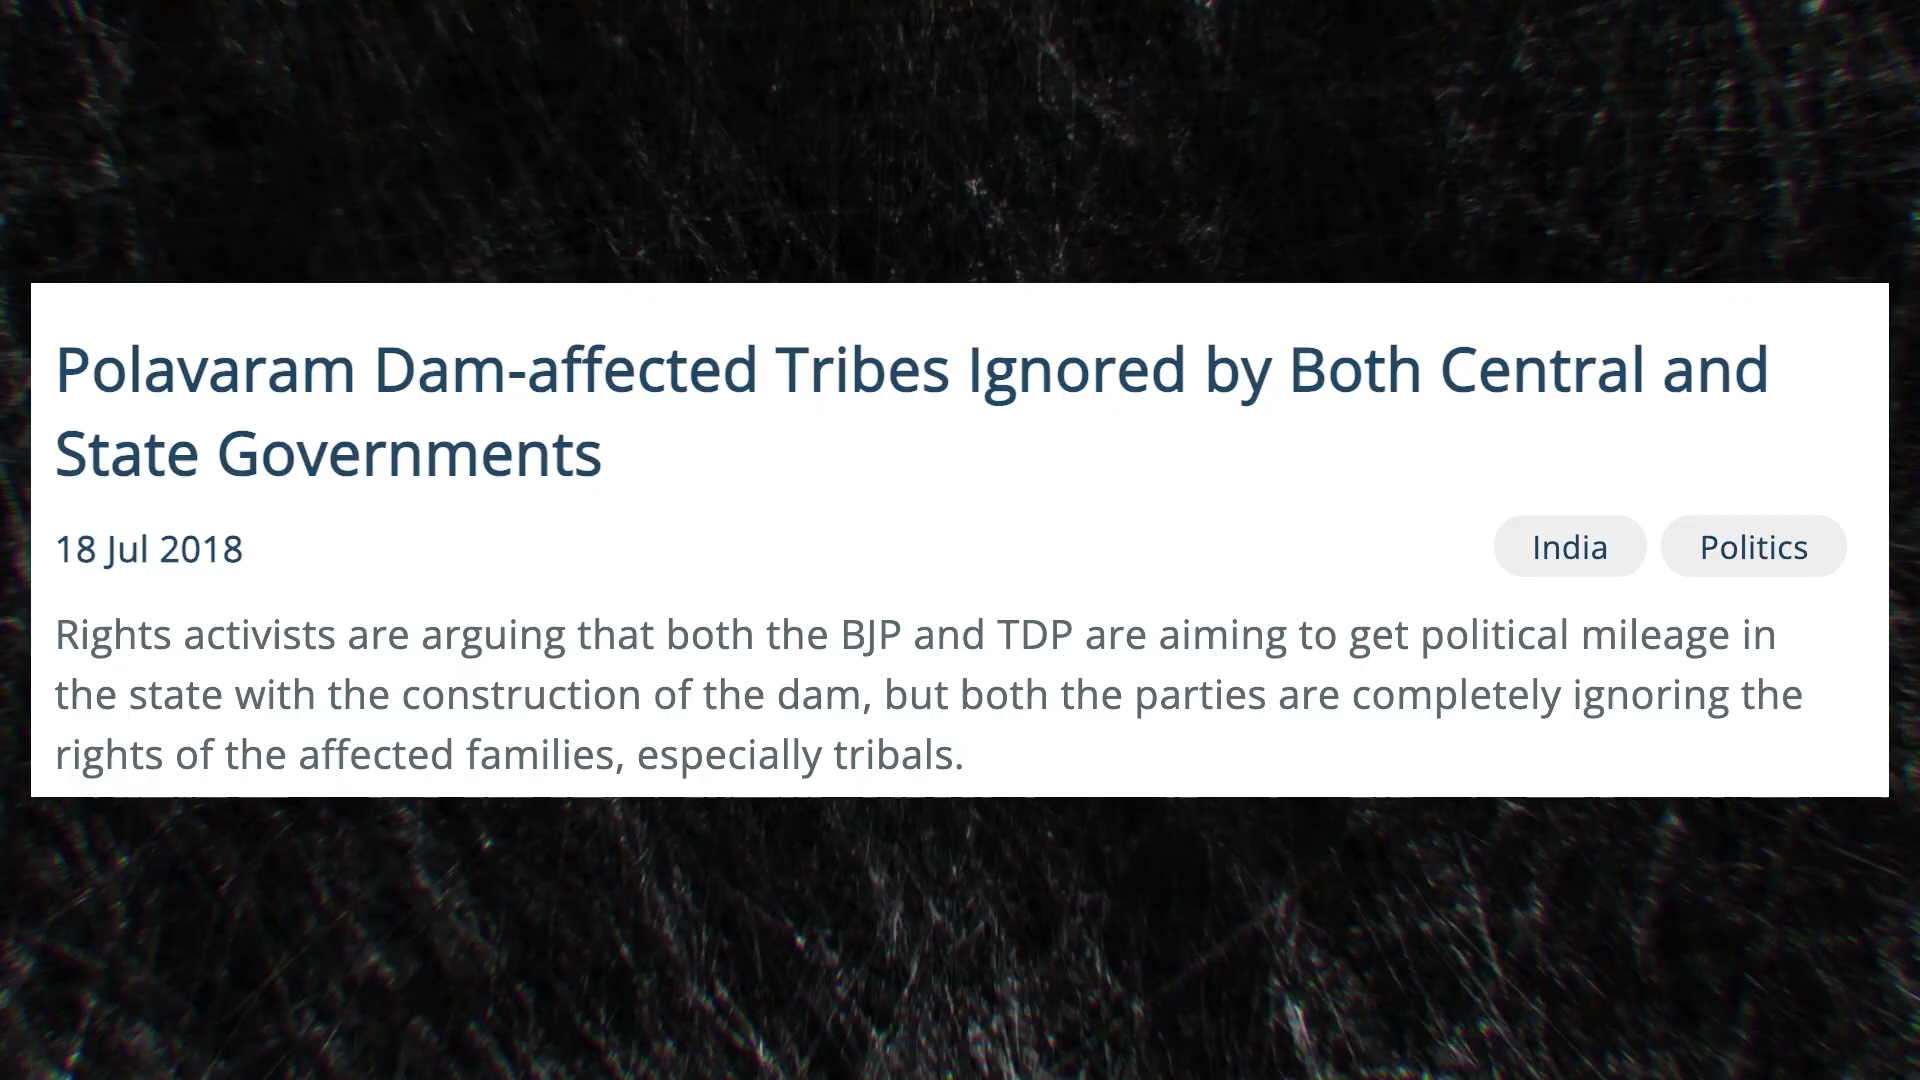 Polavaram Dam-affected Tribes Ignored by Both Central and
State Governments
18 Jul 2018
India
Politics
Rights activists are arguing that both the BJP and TDP are aiming to get political mileage in
the state with the construction of the dam, but both the parties are completely ignoring the
rights of the affected families, especially tribals.